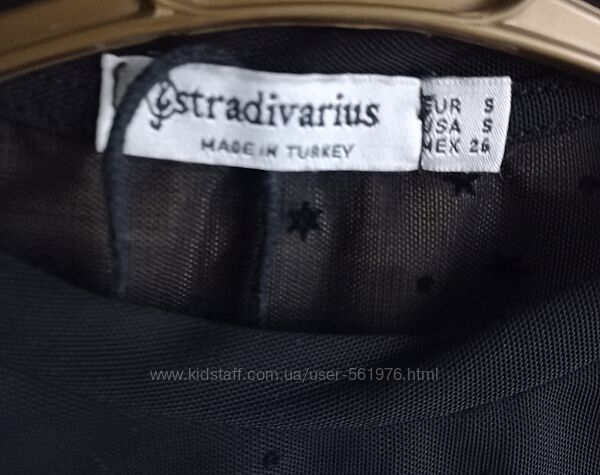 stradivarius
MADE IN TURKEY
EUR S
USA S
MEX 26
www.kidstaff.com.ua/user-561976.html